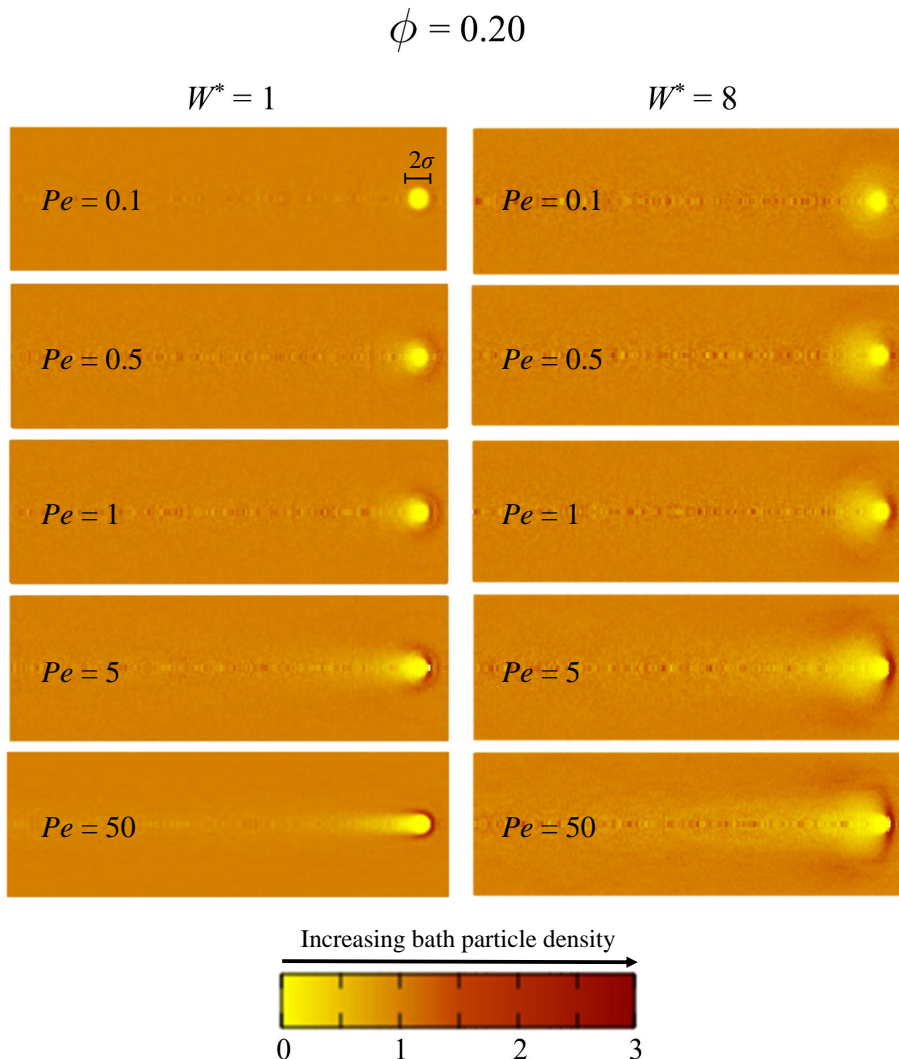 ϕ = 0.20
W* = 1
W* = 8
2σ
Pe = 0.1
Pe = 0.1
Pe = 0.5
Pe = 0.5
Pe = 1
Pe = 1
Pe = 5
Pe = 5
Pe = 50
Pe = 50
Increasing bath particle density
0 1 2 3